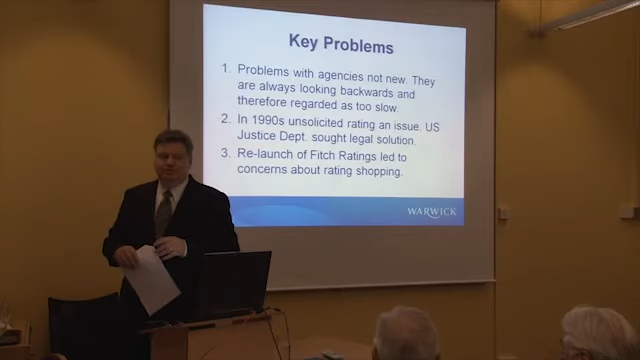 Key Problems
1. Problems with agencies not new. They
are always looking backwards and
therefore regarded as too slow.
2. In 1990s unsolicited rating an issue. US
Justice Dept. sought legal solution.
3. Re-launch of Fitch Ratings led to
concerns about rating shopping.
WARWICK